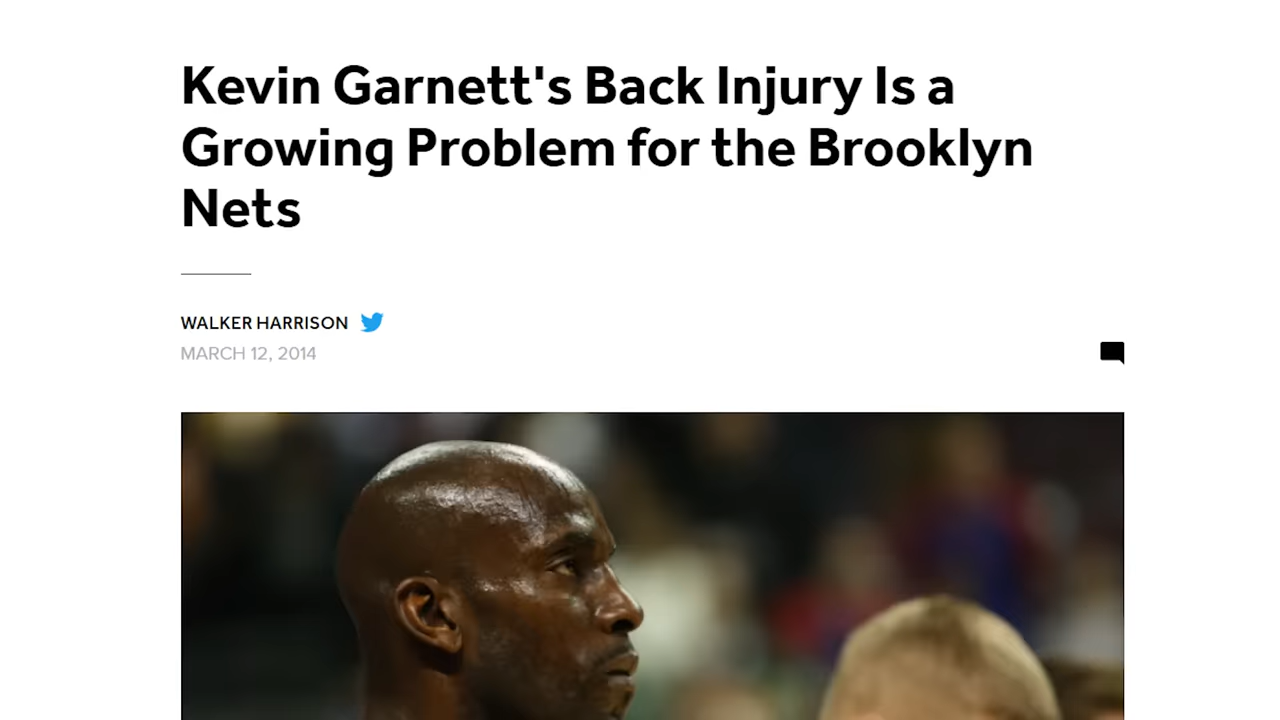 Kevin Garnett's Back Injury Is a
Growing Problem for the Brooklyn
Nets
WALKER HARRISON
MARCH 12, 2014